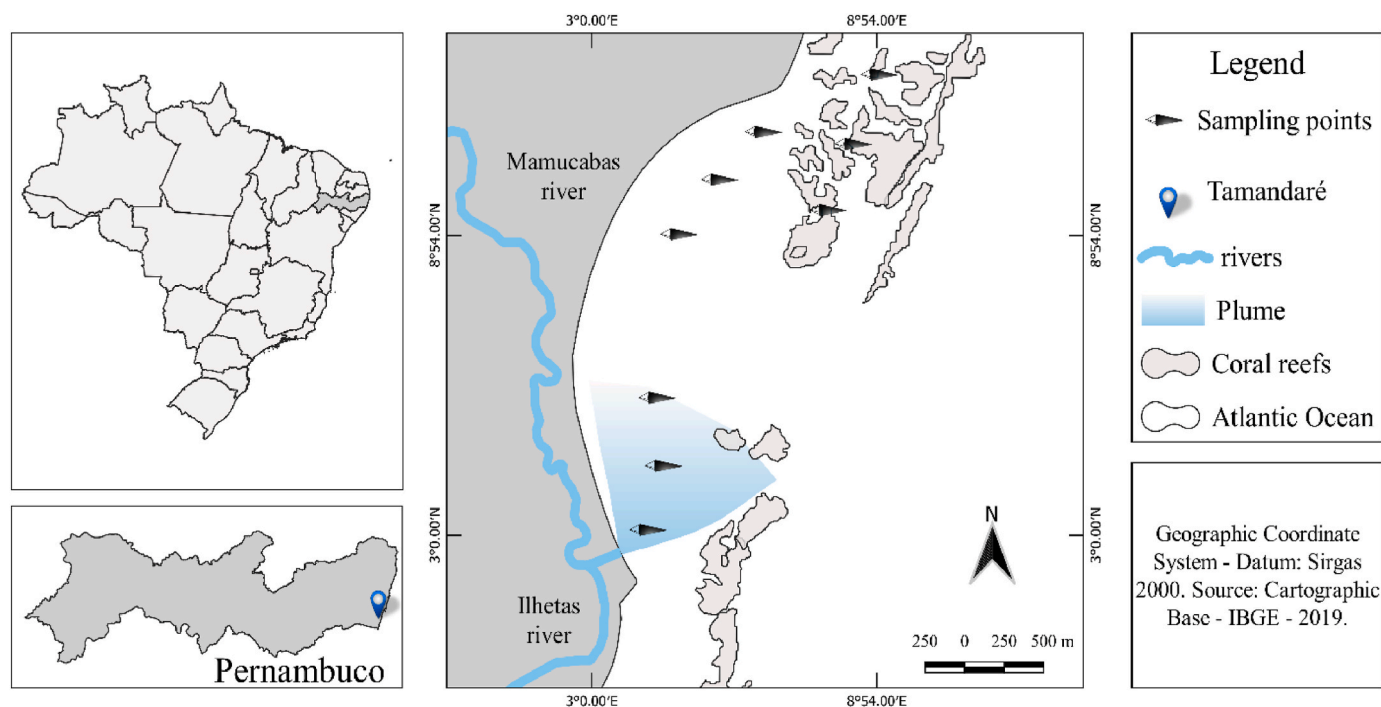 Pernambuco
3°0.00'E
8°54.00'E
8°54.00'N
8°54.00'N
3°0.00'N
3°0.00'N
Mamucabas
river
Ilhetas
river
N
250 0 250 500 m
3°0.00'E
8°54.00'E
Legend
Sampling points
Tamandaré
rivers
Plume
Coral reefs
Atlantic Ocean
Geographic Coordinate
System - Datum: Sirgas
2000. Source: Cartographic
Base - IBGE - 2019.